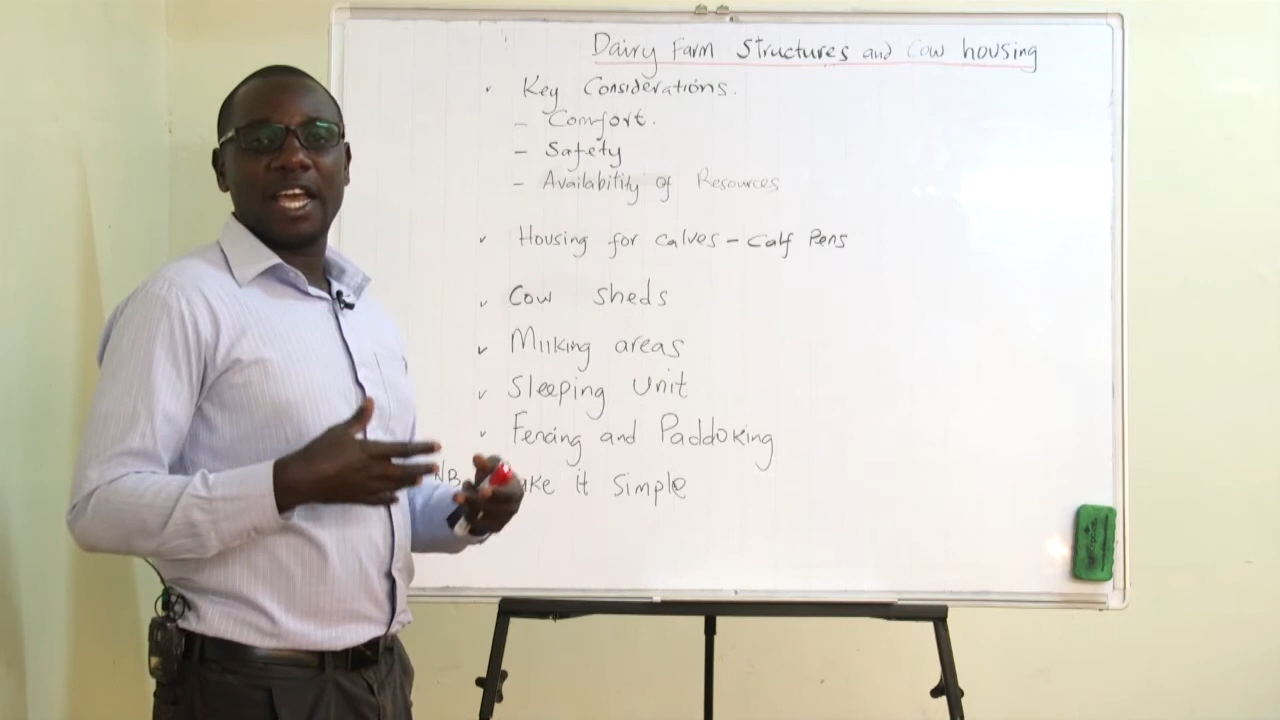 Dairy Farm Structures and Cow housing
Key Considerations.
- Comfort.
- Safety
- Availability of Resources
Housing for calves - Calf Pens
Cow sheds
Milking areas
Sleeping Unit
Fencing and Paddoking
NB it Simple